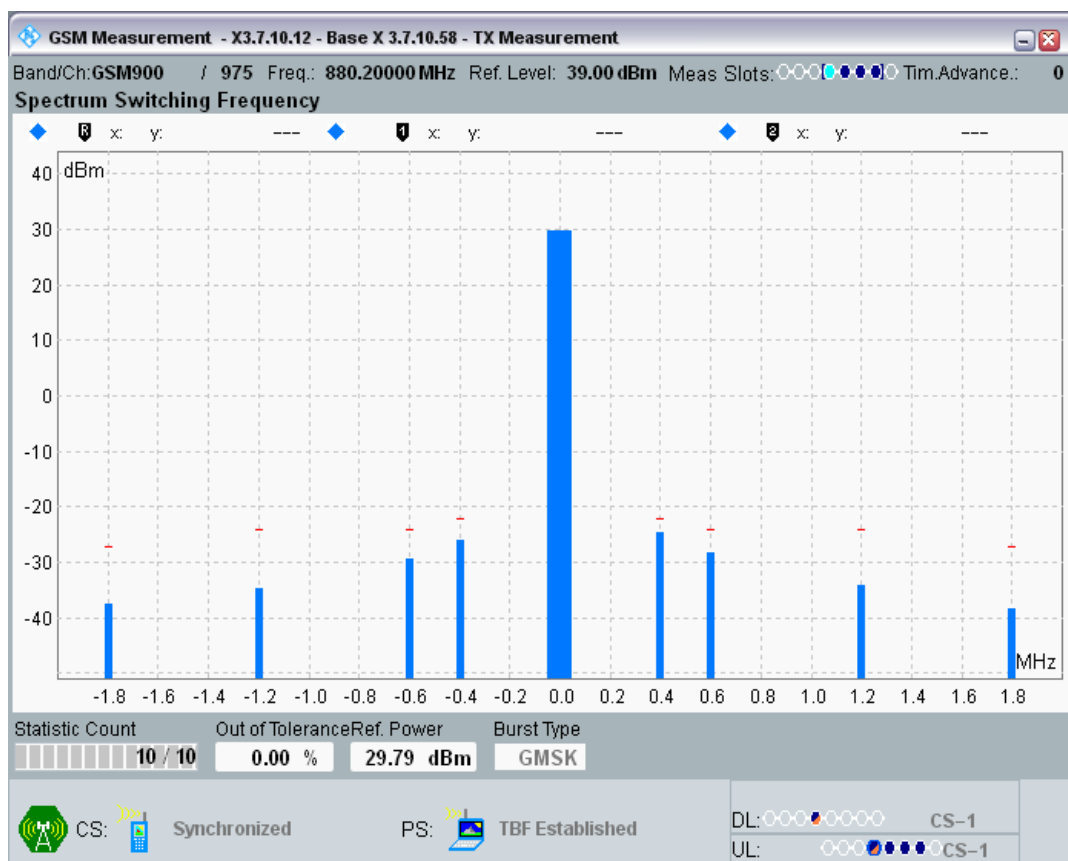 GSM Measurement - X3.7.10.12 - Base X 3.7.10.58 - TX Measurement
Band/Ch:GSM900 / 975 Freq.: 880.20000 MHz Ref. Level: 39.00 dBm Meas Slots: Tim.Advance.: 0
Spectrum Switching Frequency
R x: y: --- 1 x: y: --- 2 x: y: ---
dBm
40
30
20
10
0
-10
-20
-30
-40
MHz
-1.8 -1.6 -1.4 -1.2 -1.0 -0.8 -0.6 -0.4 -0.2 0.0 0.2 0.4 0.6 0.8 1.0 1.2 1.4 1.6 1.8
Statistic Count Out of Tolerance Ref. Power Burst Type
10 / 10 0.00 % 29.79 dBm GMSK
CS: Synchronized PS: TBF Established
DL: CS-1
UL: CS-1